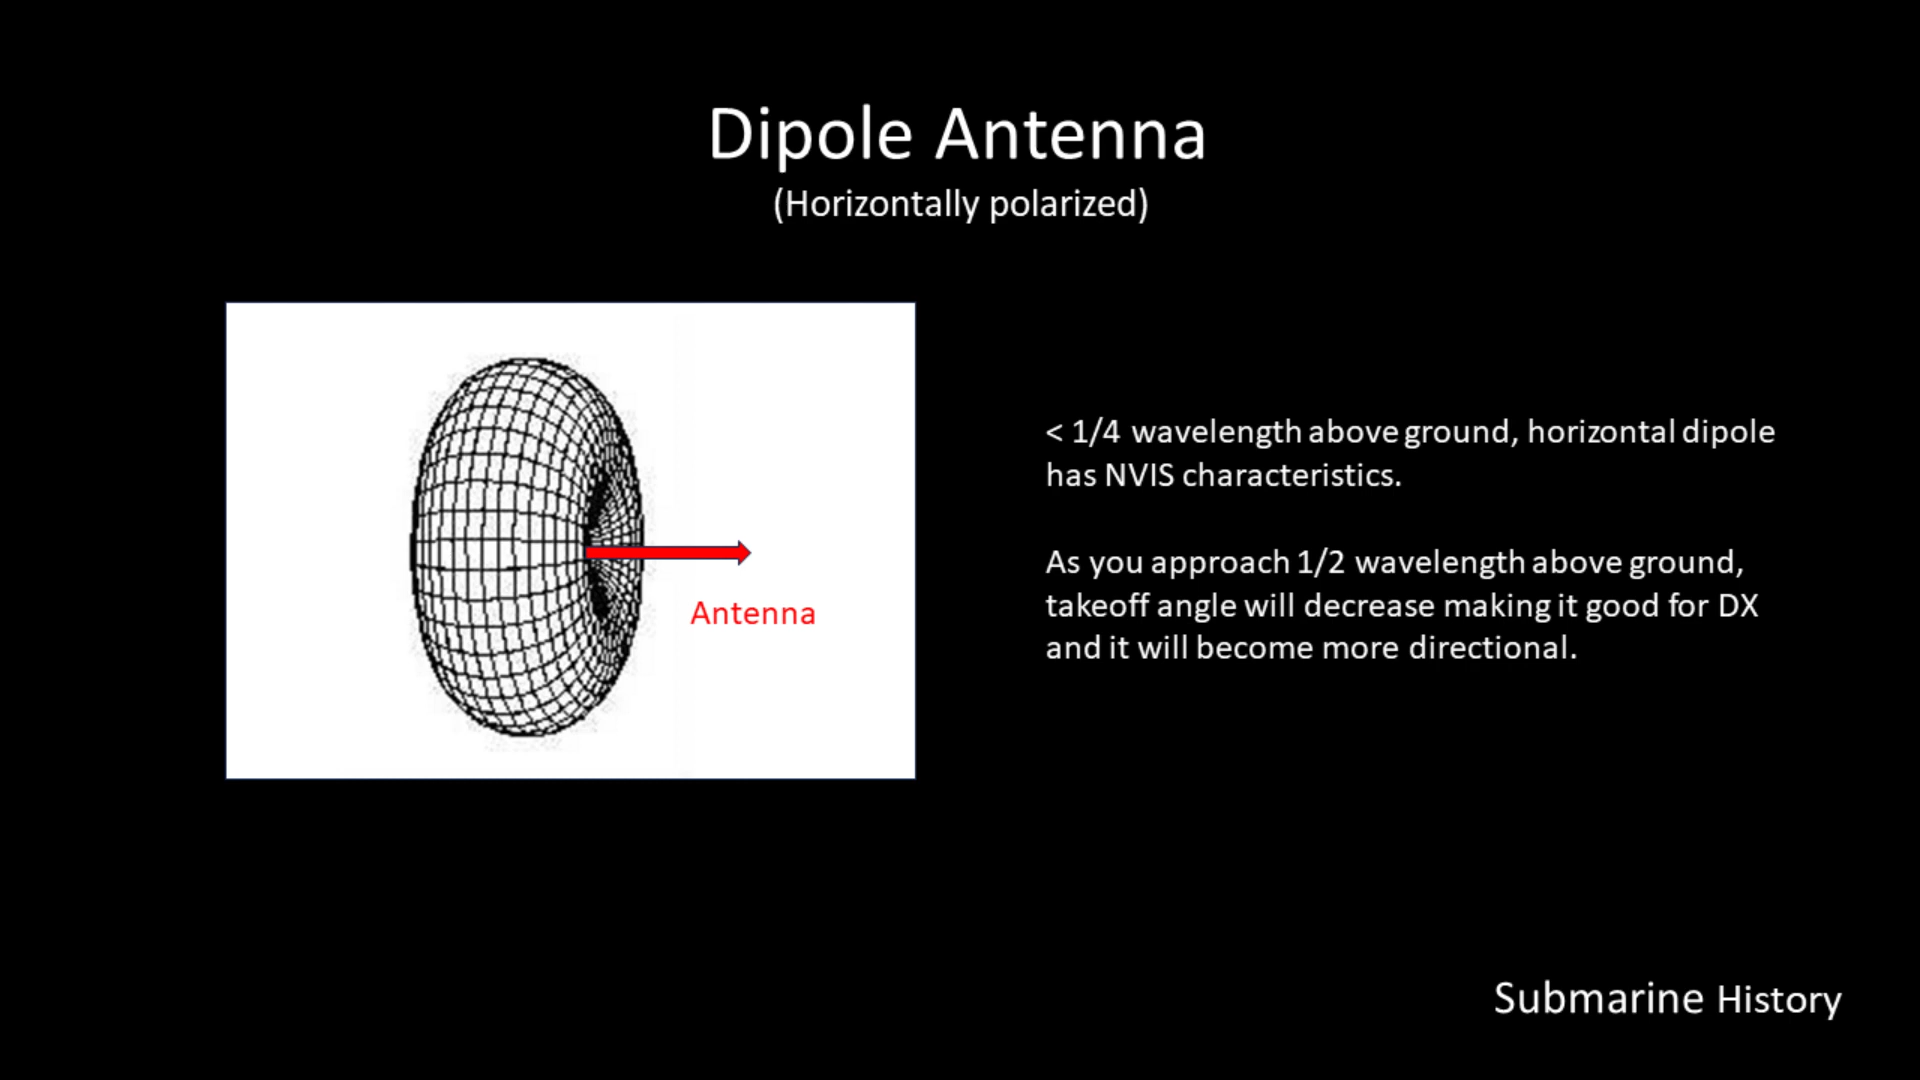 Dipole Antenna
(Horizontally polarized)
Antenna
< 1/4 wavelength above ground, horizontal dipole
has NVIS characteristics.
As you approach 1/2 wavelength above ground,
takeoff angle will decrease making it good for DX
and it will become more directional.
Submarine History